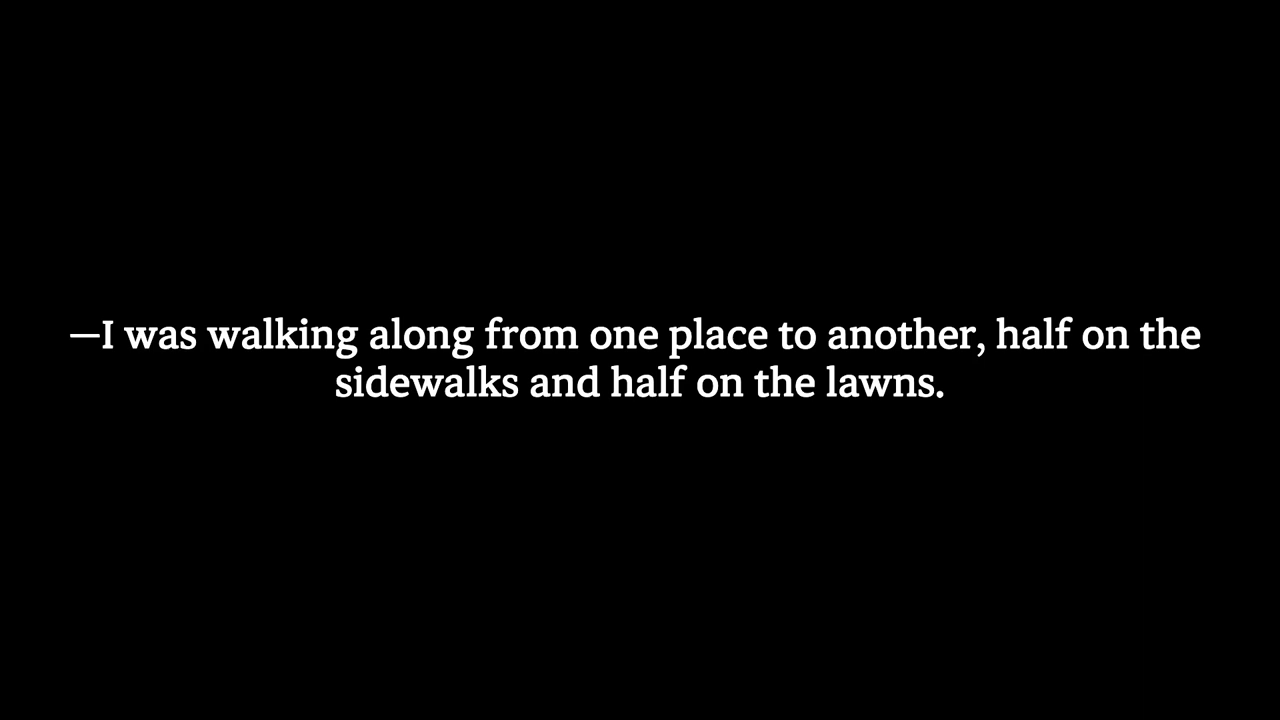 —I was walking along from one place to another, half on the
sidewalks and half on the lawns.